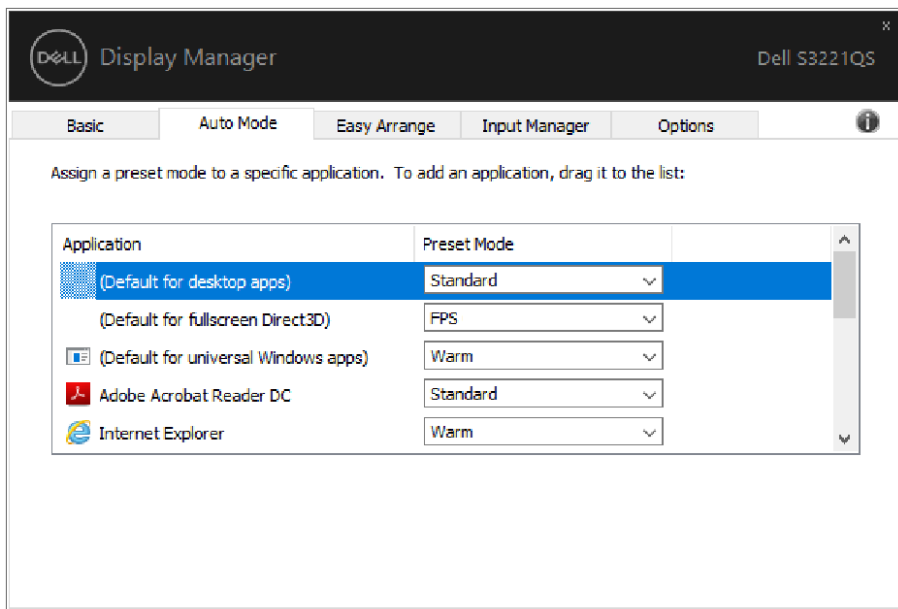 x
DELL Display Manager
Dell S3221QS
Basic Auto Mode Easy Arrange Input Manager Options
Assign a preset mode to a specific application. To add an application, drag it to the list:
Application Preset Mode
(Default for desktop apps) Standard
(Default for fullscreen Direct3D) FPS
(Default for universal Windows apps) Warm
Adobe Acrobat Reader DC Standard
Internet Explorer Warm